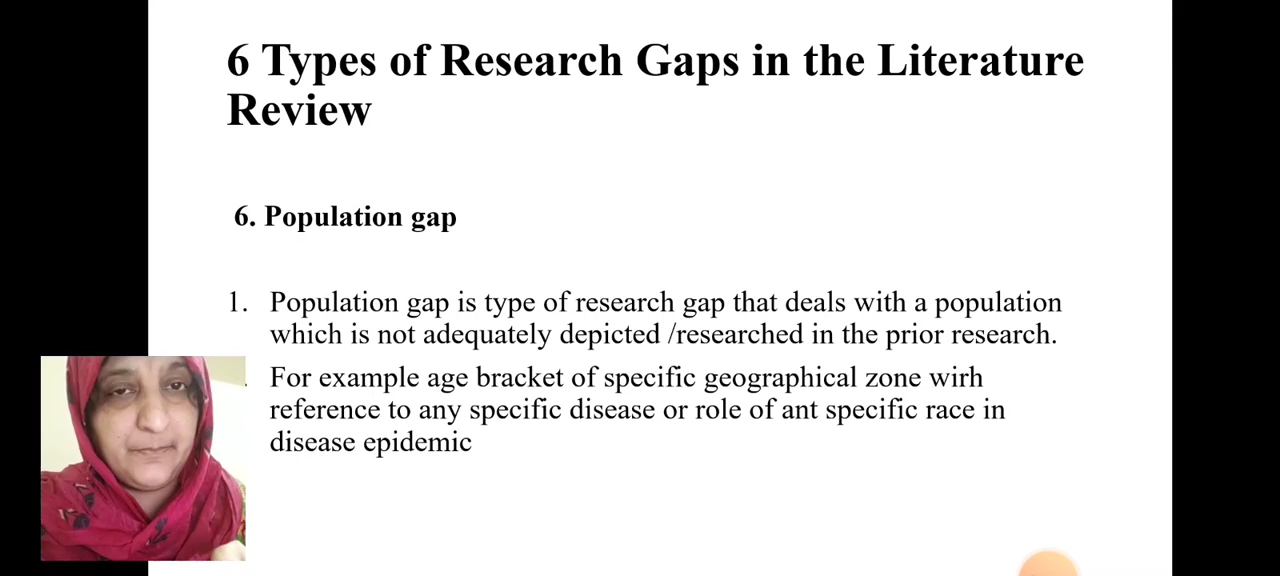 6 Types of Research Gaps in the Literature
Review
6. Population gap
1. Population gap is type of research gap that deals with a population
which is not adequately depicted /researched in the prior research.
. For example age bracket of specific geographical zone wirh
reference to any specific disease or role of ant specific race in
disease epidemic